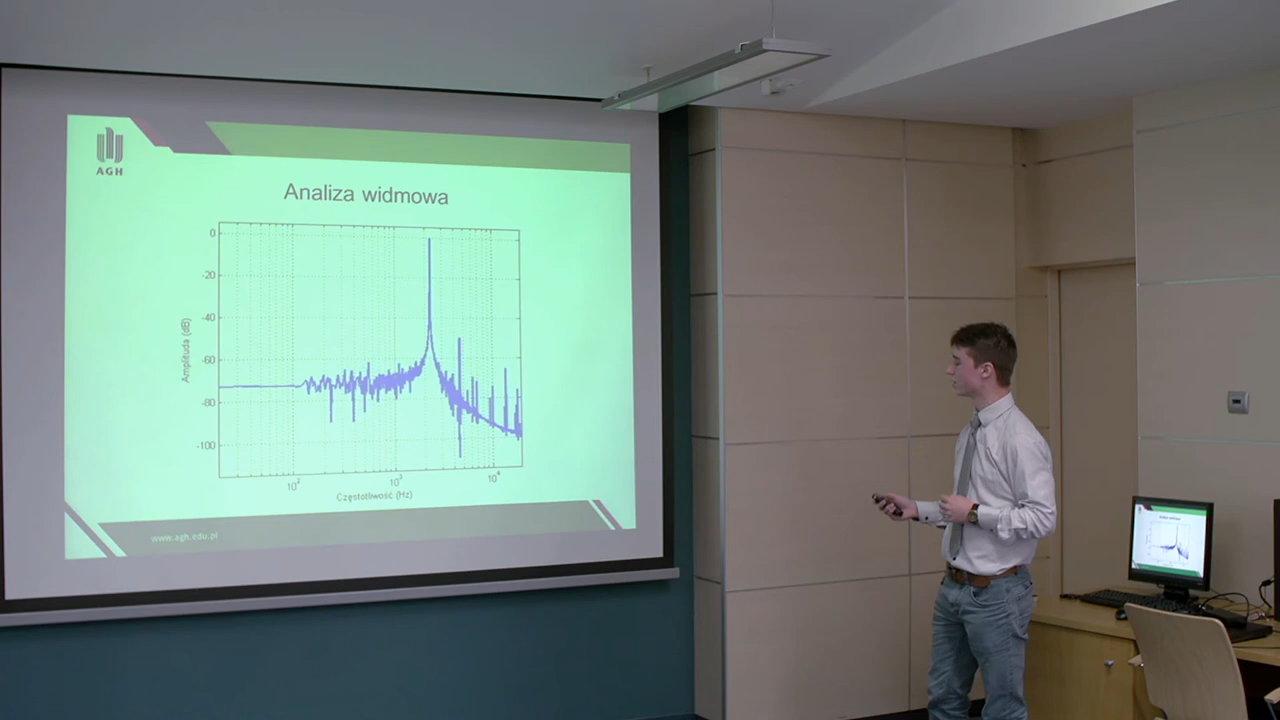 AGH
Analiza widmowa
0
-20
-40
-60
-80
-100
Amplituda (dB)
10² 10³ 10⁴
Częstotliwość (Hz)
www.agh.edu.pl